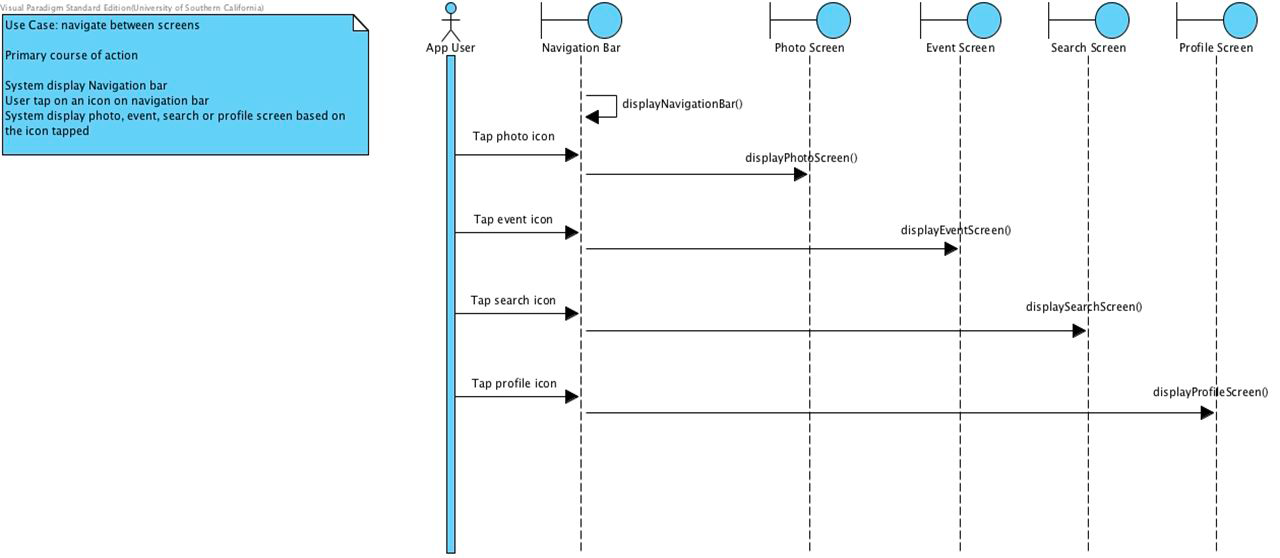 Visual Paradigm Standard Edition(University of Southern California)
Use Case: navigate between screens
Primary course of action
System display Navigation bar
User tap on an icon on navigation bar
System display photo, event, search or profile screen based on
the icon tapped
App User
Navigation Bar
Photo Screen
Event Screen
Search Screen
Profile Screen
displayNavigationBar()
Tap photo icon
displayPhotoScreen()
Tap event icon
displayEventScreen()
Tap search icon
displaySearchScreen()
Tap profile icon
displayProfileScreen()